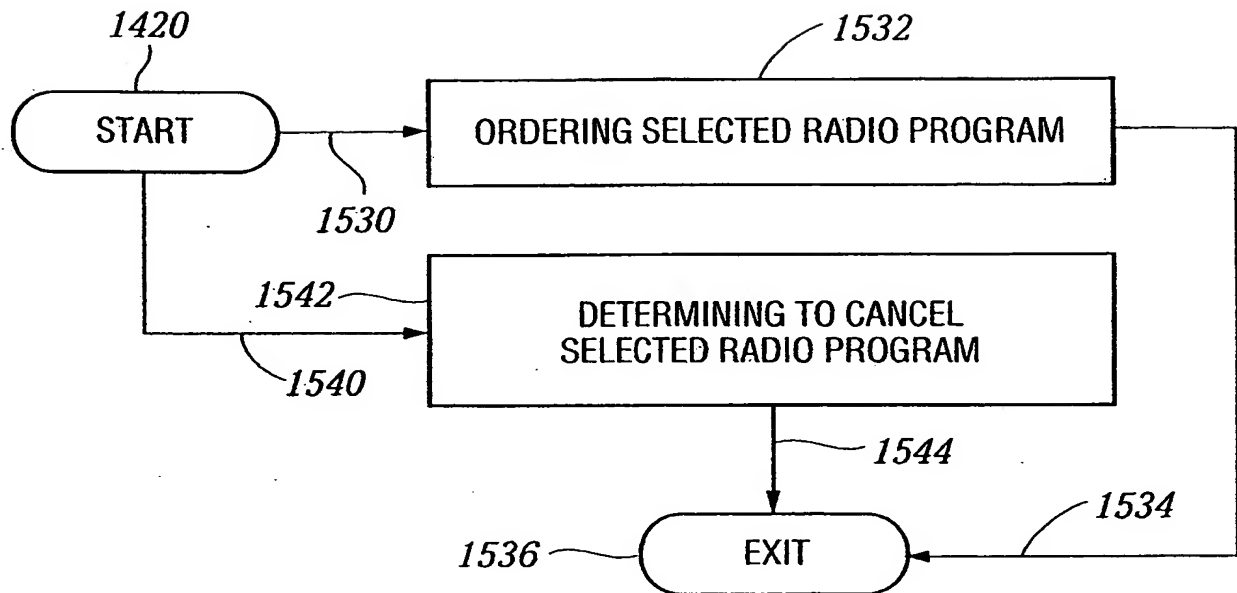 1420
1532
START
ORDERING SELECTED RADIO PROGRAM
1530
1542
DETERMINING TO CANCEL
SELECTED RADIO PROGRAM
1540
1544
1534
1536
EXIT